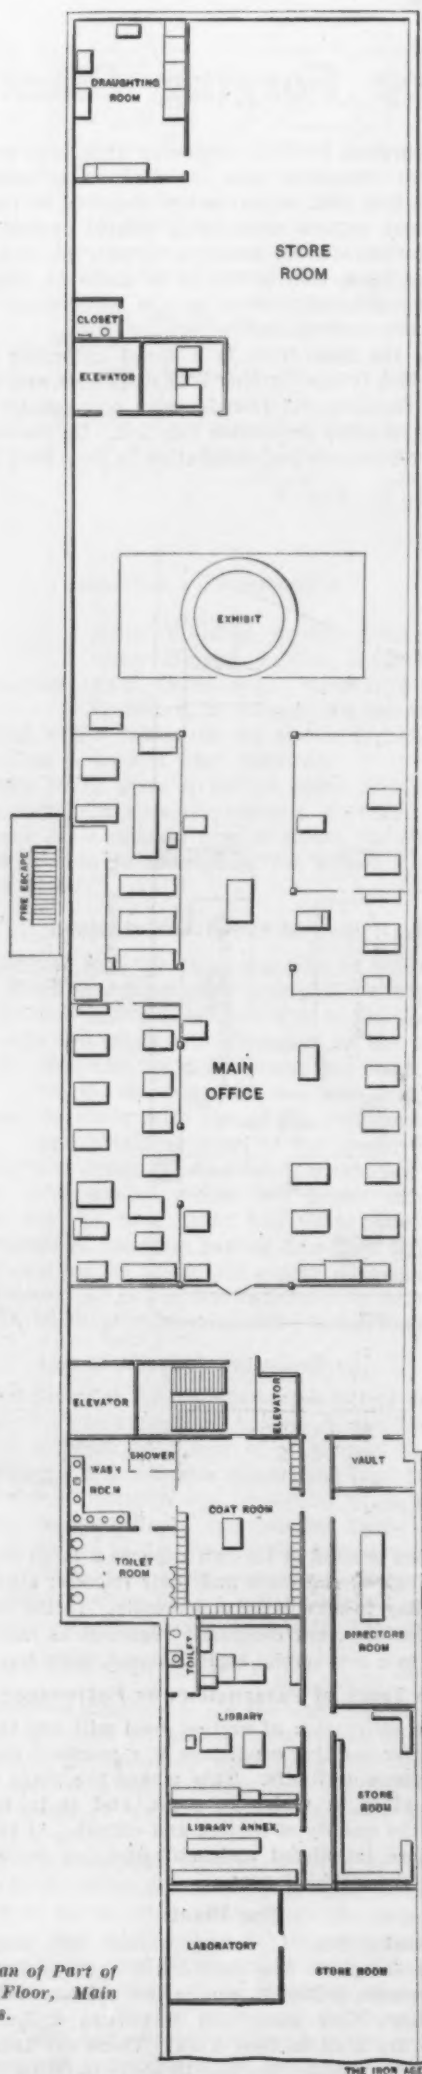 DRAUGHTING
ROOM
STORE
ROOM
CLOSET
ELEVATOR
EXHIBIT
FIRE ESCAPE
MAIN
OFFICE
ELEVATOR
ELEVATOR
SHOWER
WASH
ROOM
VAULT
COAT ROOM
TOILET
ROOM
DIRECTORS
ROOM
TOILET
LIBRARY
STORE
ROOM
LIBRARY ANNEX
LABORATORY
STORE ROOM
an of Part of
Floor, Main
s.
THE IRON AGE